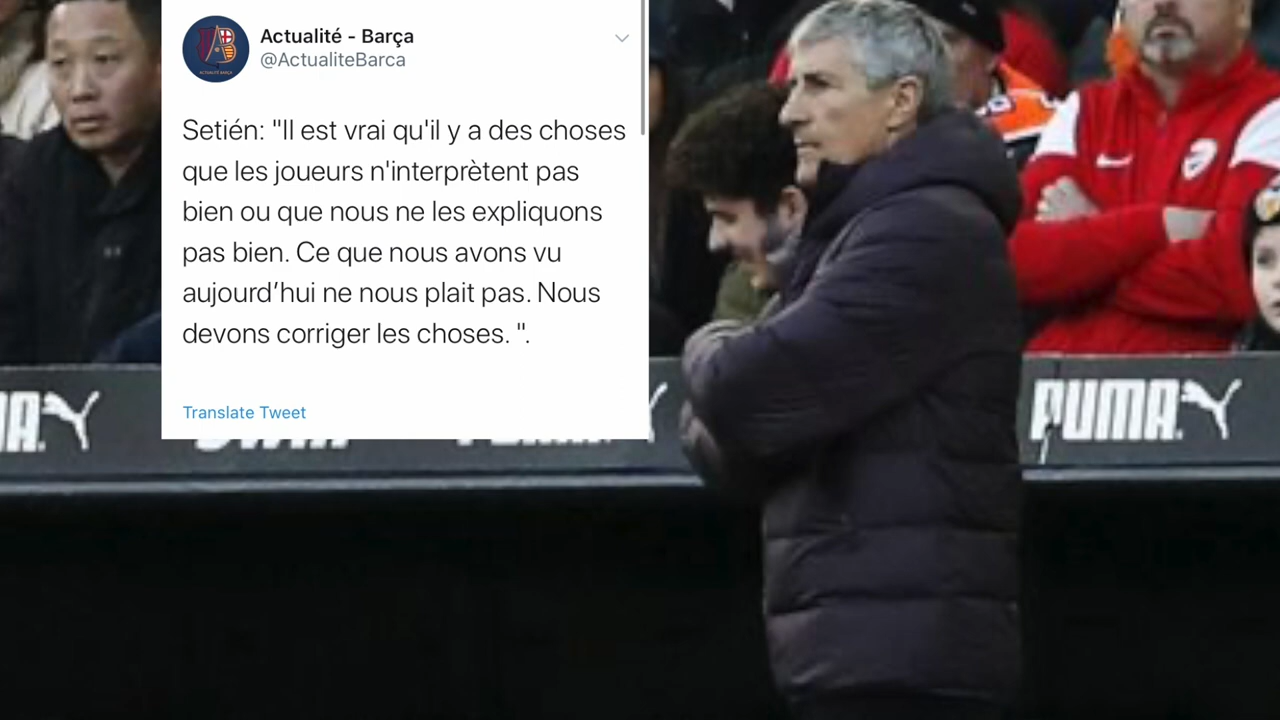 Actualité - Barça
@ActualiteBarca
Setién: "Il est vrai qu'il y a des choses
que les joueurs n'interprètent pas
bien ou que nous ne les expliquons
pas bien. Ce que nous avons vu
aujourd’hui ne nous plait pas. Nous
devons corriger les choses. ".
Translate Tweet
PUMA